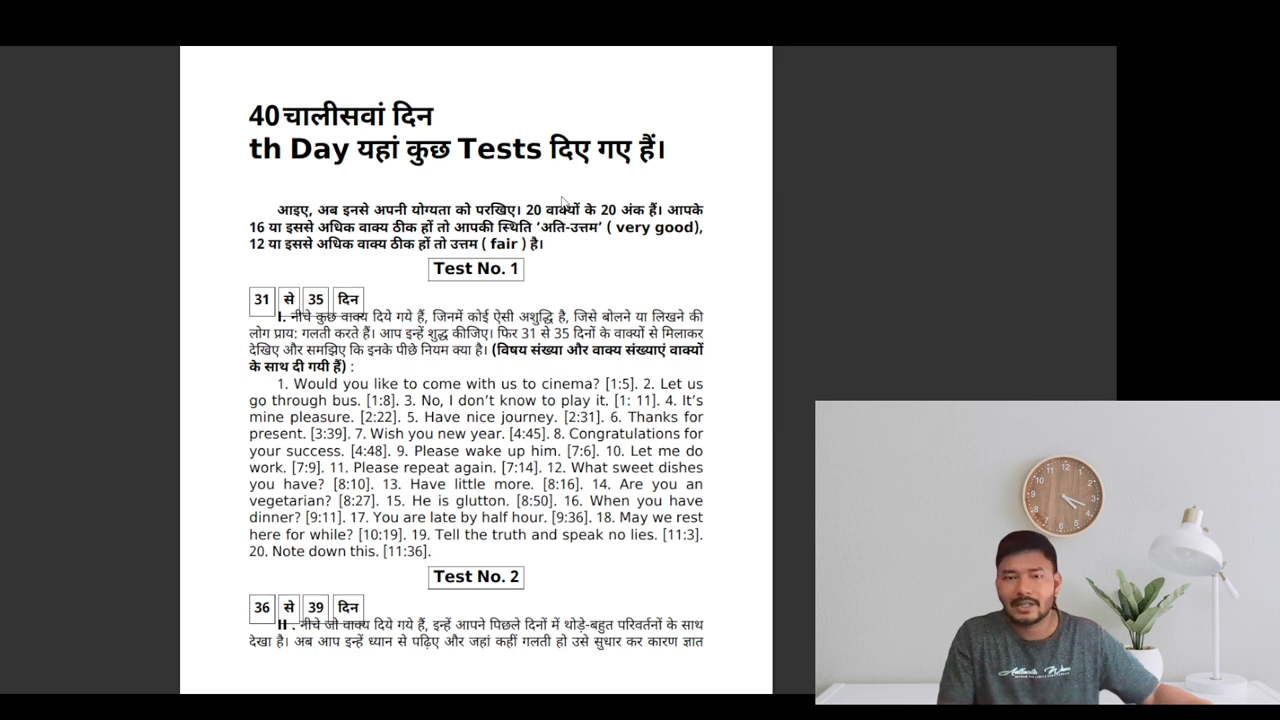 40चालीसवां दिन
th Day यहां कुछ Tests दिए गए हैं।
आइए, अब इनसे अपनी योग्यता को परखिए। 20 वाक्यों के 20 अंक हैं। आपके
16 या इससे अधिक वाक्य ठीक हों तो आपकी स्थिति ‘अति-उत्तम’ ( very good),
12 या इससे अधिक वाक्य ठीक हों तो उत्तम ( fair ) है।
Test No. 1
31 से 35 दिन
I. नीचे कुछ वाक्य दिये गये हैं, जिनमें कोई ऐसी अशुद्धि है, जिसे बोलने या लिखने की
लोग प्राय: गलती करते हैं। आप इन्हें शुद्ध कीजिए। फिर 31 से 35 दिनों के वाक्यों से मिलाकर
देखिए और समझिए कि इनके पीछे नियम क्या है। (विषय संख्या और वाक्य संख्याएं वाक्यों
के साथ दी गयी हैं) :
1. Would you like to come with us to cinema? [1:5]. 2. Let us
go through bus. [1:8]. 3. No, I don’t know to play it. [1: 11]. 4. It’s
mine pleasure. [2:22]. 5. Have nice journey. [2:31]. 6. Thanks for
present. [3:39]. 7. Wish you new year. [4:45]. 8. Congratulations for
your success. [4:48]. 9. Please wake up him. [7:6]. 10. Let me do
work. [7:9]. 11. Please repeat again. [7:14]. 12. What sweet dishes
you have? [8:10]. 13. Have little more. [8:16]. 14. Are you an
vegetarian? [8:27]. 15. He is glutton. [8:50]. 16. When you have
dinner? [9:11]. 17. You are late by half hour. [9:36]. 18. May we rest
here for while? [10:19]. 19. Tell the truth and speak no lies. [11:3].
20. Note down this. [11:36].
Test No. 2
36 से 39 दिन
II . नीचे जो वाक्य दिये गये हैं, इन्हें आपने पिछले दिनों में थोड़े-बहुत परिवर्तनों के साथ
देखा है। अब आप इन्हें ध्यान से पढ़िए और जहां कहीं गलती हो उसे सुधार कर कारण ज्ञात